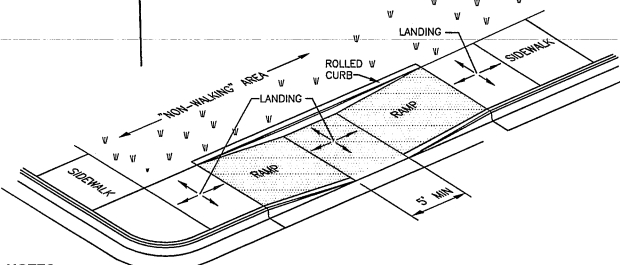 LANDING
SIDEWALK
ROLLED
CURB
"NON-WALKING" AREA
LANDING
RAMP
RAMP
SIDEWALK
5' MIN